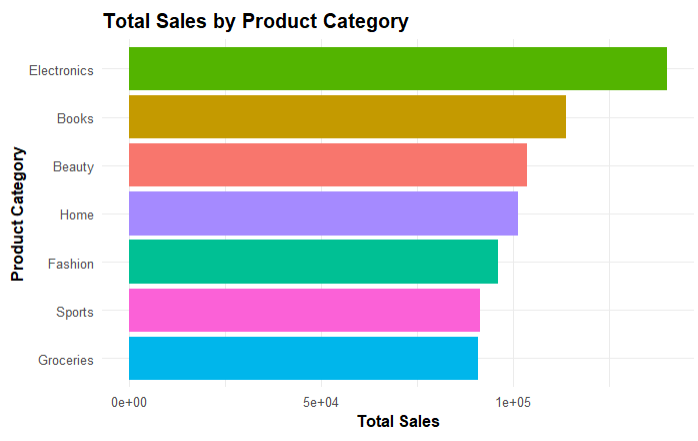 Total Sales by Product Category
Product Category
Electronics
Books
Beauty
Home
Fashion
Sports
Groceries
0e+00 5e+04 1e+05
Total Sales